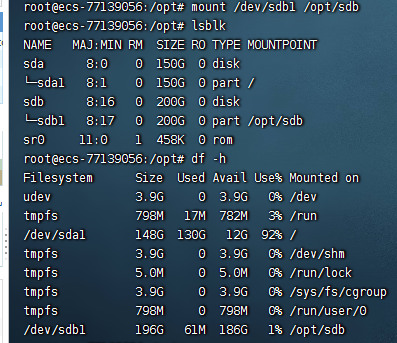 root@ecs-77139056:/opt# mount /dev/sdb1 /opt/sdb
root@ecs-77139056:/opt# lsblk
NAME   MAJ:MIN RM  SIZE RO TYPE MOUNTPOINT
sda      8:0    0  150G  0 disk
└─sda1   8:1    0  150G  0 part /
sdb      8:16   0  200G  0 disk
└─sdb1   8:17   0  200G  0 part /opt/sdb
sr0     11:0    1  458K  0 rom
root@ecs-77139056:/opt# df -h
Filesystem      Size  Used Avail Use% Mounted on
udev            3.9G     0  3.9G   0% /dev
tmpfs           798M   17M  782M   3% /run
/dev/sda1       148G  130G   12G  92% /
tmpfs           3.9G     0  3.9G   0% /dev/shm
tmpfs           5.0M     0  5.0M   0% /run/lock
tmpfs           3.9G     0  3.9G   0% /sys/fs/cgroup
tmpfs           798M     0  798M   0% /run/user/0
/dev/sdb1       196G   61M  186G   1% /opt/sdb